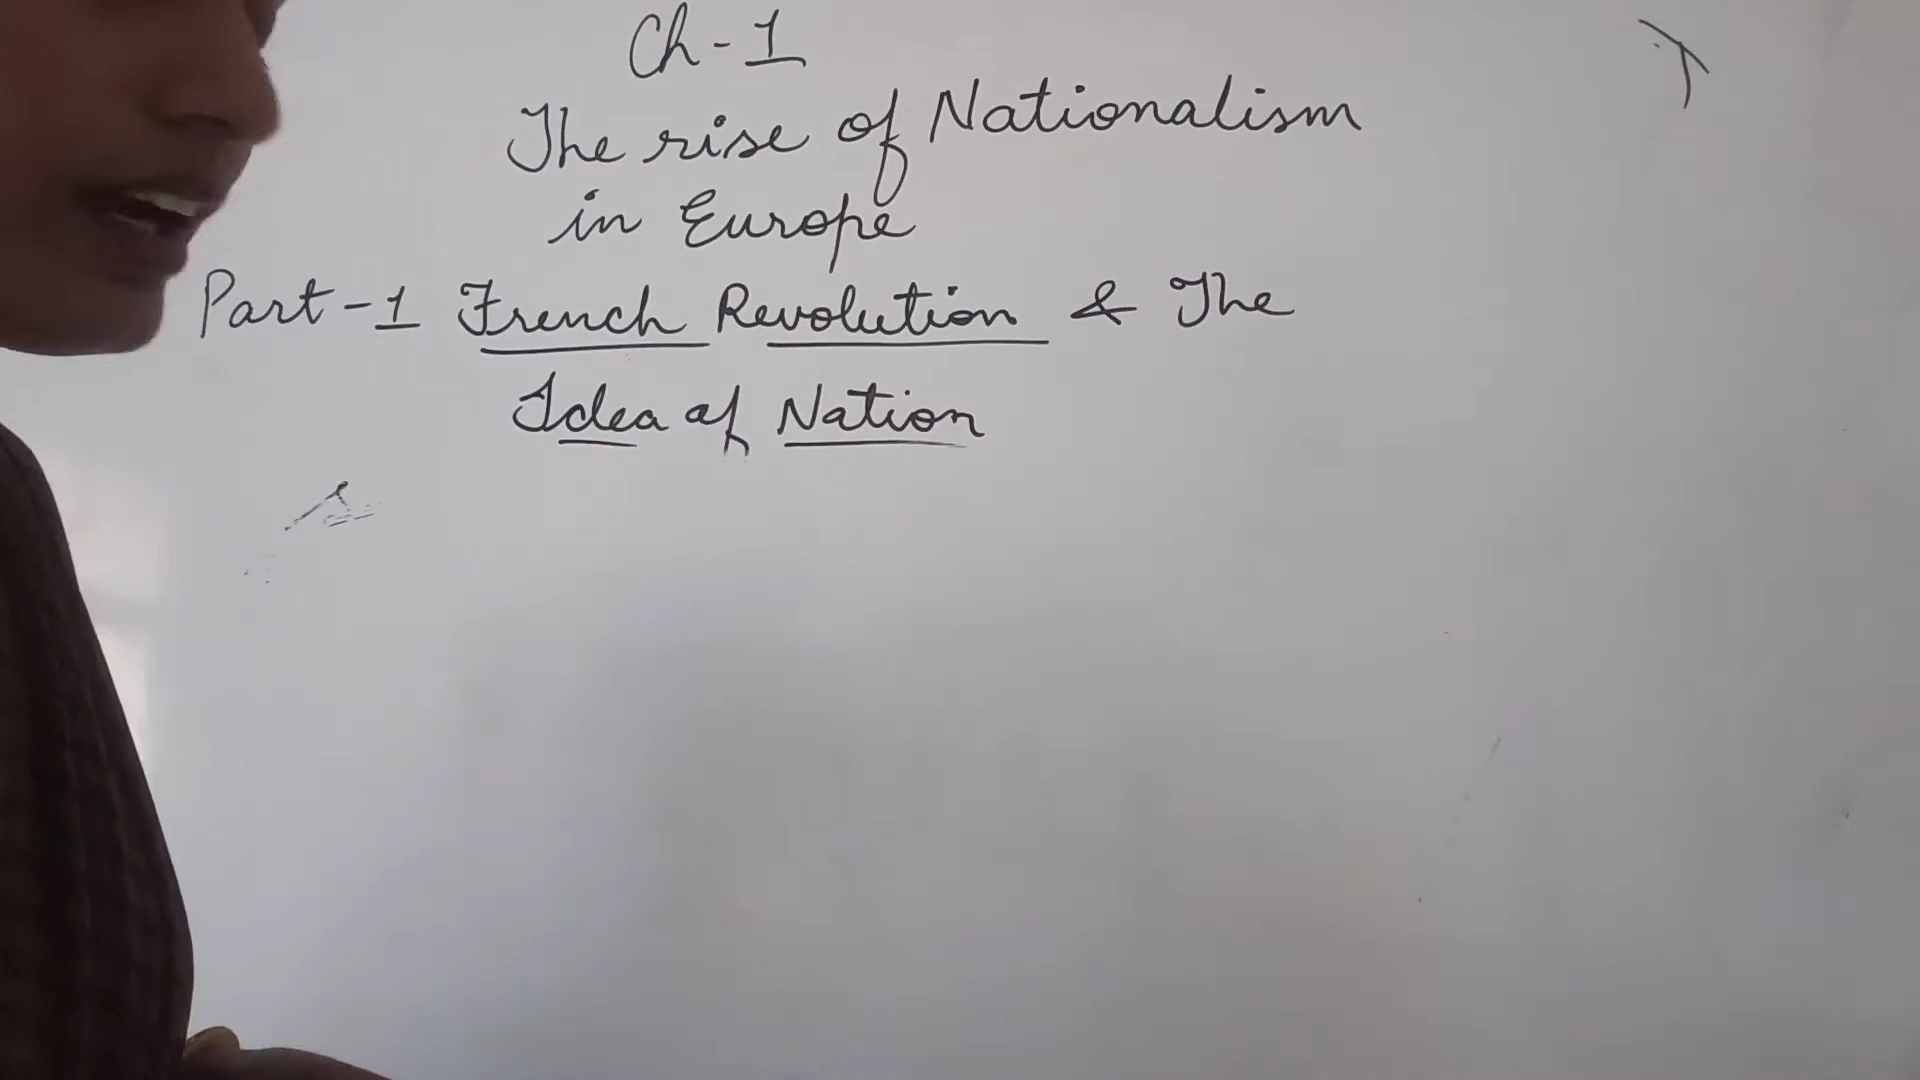 Ch-1
The rise of Nationalism
in Europe
Part-1 French Revolution & The
Idea of Nation